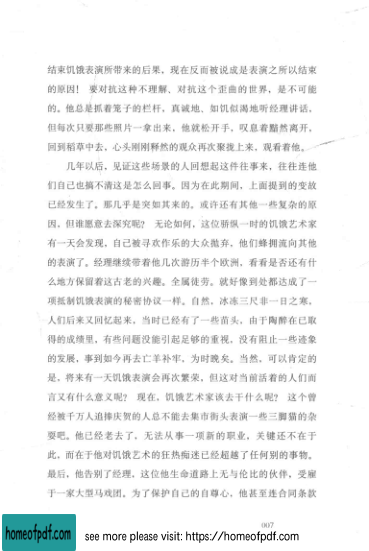 结束饥饿表演所带来的后果，现在反而被说成是表演之所以结束
的原因！ 要对抗这种不理解、对抗这个歪曲的世界，是不可能
的。他总是抓着笼子的栏杆，真诚地、如饥似渴地听经理讲话，
但每次只要那些照片一拿出来，他就松开手，叹息着黯然离开，
回到稻草中去，心头刚刚释然的观众再次聚拢上来，观看着他。
几年以后，见证这些场景的人回想起这件往事来，往往连他
们自己也搞不清这是怎么回事。因为在此期间，上面提到的变故
已经发生了。那几乎是突如其来的。或许还有其他一些复杂的原
因，但谁愿意去深究呢？ 无论如何，这位骄纵一时的饥饿艺术家
有一天会发现，自己被寻欢作乐的大众抛弃，他们蜂拥流向其他
的表演了。经理继续带着他几次游历半个欧洲，看看是否还有什
么地方保留着这古老的兴趣。全属徒劳。就好像到处都达成了一
项抵制饥饿表演的秘密协议一样。自然，冰冻三尺非一日之寒，
人们后来又回忆起来，当时已经有了一些苗头，由于陶醉在已取
得的成绩里，有些问题没能引起足够的重视，没有阻止一些迹象
的发展，事到如今再去亡羊补牢，为时晚矣。当然，可以肯定的
是，将来有一天饥饿表演会再次繁荣，但这对当前活着的人们而
言又有什么意义呢？ 现在，饥饿艺术家该去干什么呢？ 这个曾
经被千万人追捧庆贺的人总不能去集市街头表演一些三脚猫的杂
耍吧。他已经老去了，无法从事一项新的职业，关键还不在于
此，而在于他对饥饿艺术的狂热痴迷已经超越了任何别的事物。
最后，他告别了经理，这位他生命道路上无与伦比的伙伴，受雇
于一家大型马戏团。为了保护自己的自尊心，他甚至连合同条款
007
homeofpdf.com
see more please visit: https://homeofpdf.com